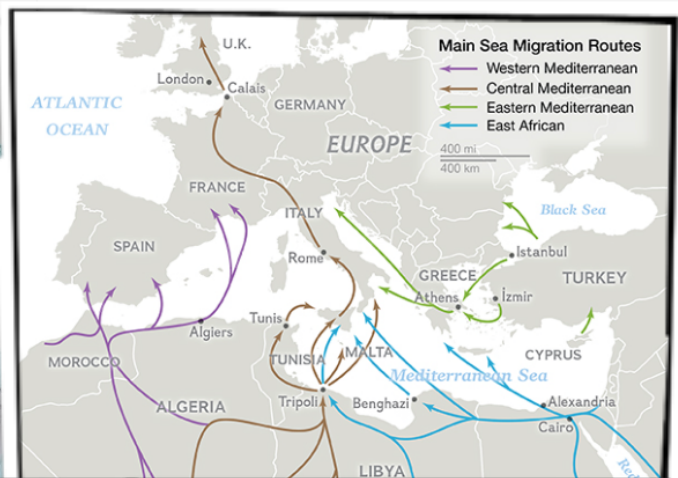 Main Sea Migration Routes
Western Mediterranean
Central Mediterranean
Eastern Mediterranean
East African
400 mi
400 km
U.K.
London
Calais
ATLANTIC
OCEAN
GERMANY
EUROPE
FRANCE
Black Sea
ITALY
SPAIN
Rome
Istanbul
GREECE
TURKEY
Athens
İzmir
Tunis
Algiers
MOROCCO
TUNISIA
MALTA
CYPRUS
Mediterranean Sea
Tripoli
Benghazi
Alexandria
ALGERIA
Cairo
LIBYA
Red